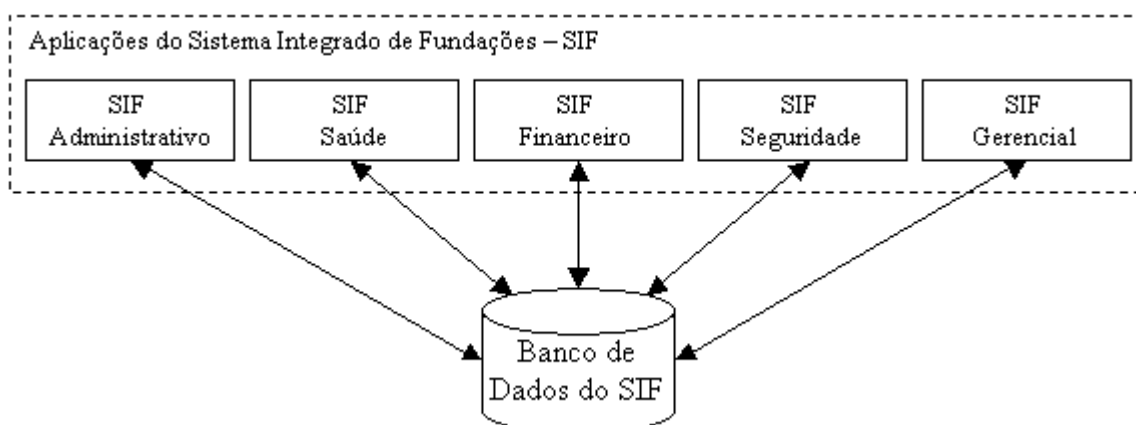 Aplicações do Sistema Integrado de Fundações – SIF
SIF
Administrativo
SIF
Saúde
SIF
Financeiro
SIF
Seguridade
SIF
Gerencial
Banco de
Dados do SIF